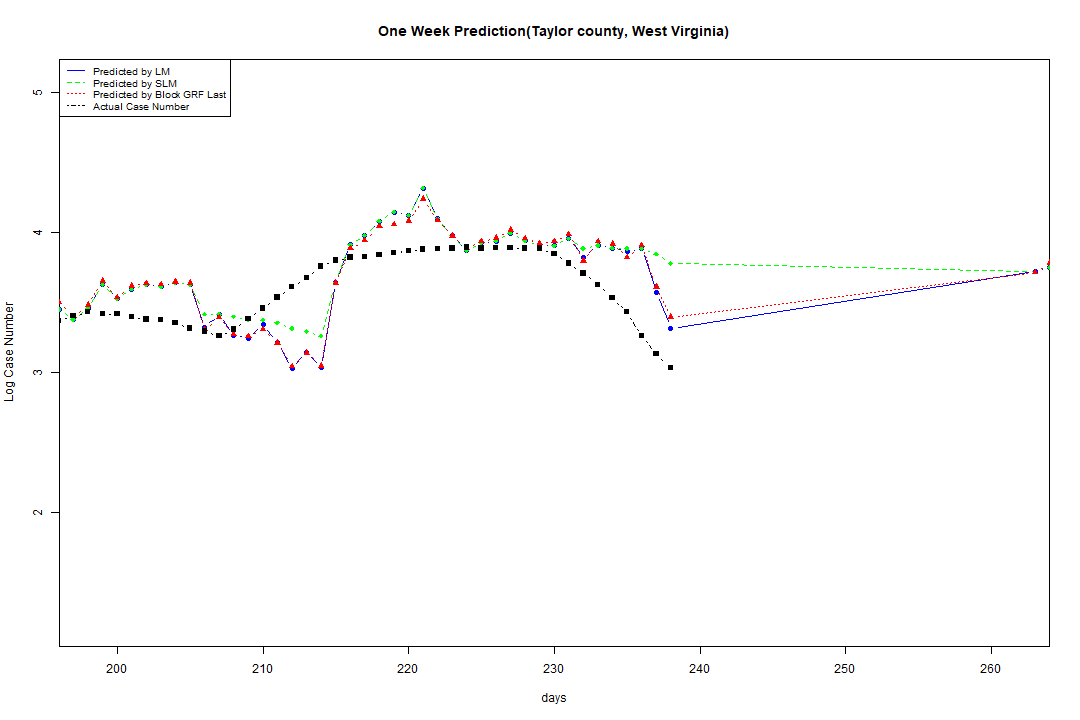 One Week Prediction(Taylor county, West Virginia)
Predicted by LM
Predicted by SLM
Predicted by Block GRF Last
Actual Case Number
5
4
3
2
Log Case Number
200 210 220 230 240 250 260
days